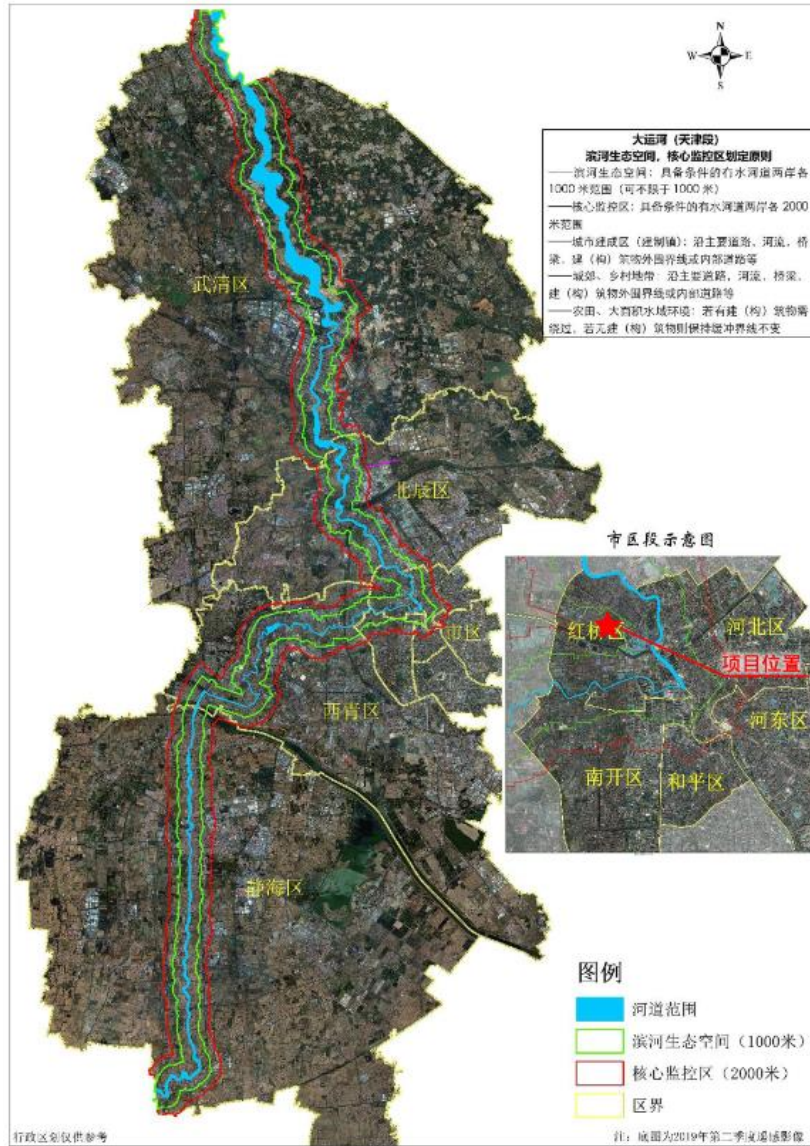 N
W
E
S
大运河（天津段）
滨河生态空间、核心监控区划定原则
——滨河生态空间：具备条件的有水河道两岸各
1000 米范围（可不限于 1000 米）
——核心监控区：具备条件的有水河道两岸各 2000
米范围
——城市建成区（建制镇）：沿主要道路、河流、桥
梁、建（构）筑物外围界线或内部道路等
——城郊、乡村地带：沿主要道路、河流、桥梁、
建（构）筑物外围界线或内部道路等
——农田、大面积水域环境：若有建（构）筑物需
绕过，若无建（构）筑物则保持缓冲界线不变
武清区
北辰区
市区
西青区
静海区
市区段示意图
红桥区
河北区
项目位置
河东区
南开区
和平区
图例
河道范围
滨河生态空间（1000米）
核心监控区（2000米）
区界
行政区划仅供参考
注：底图为2019年第二季度遥感影像